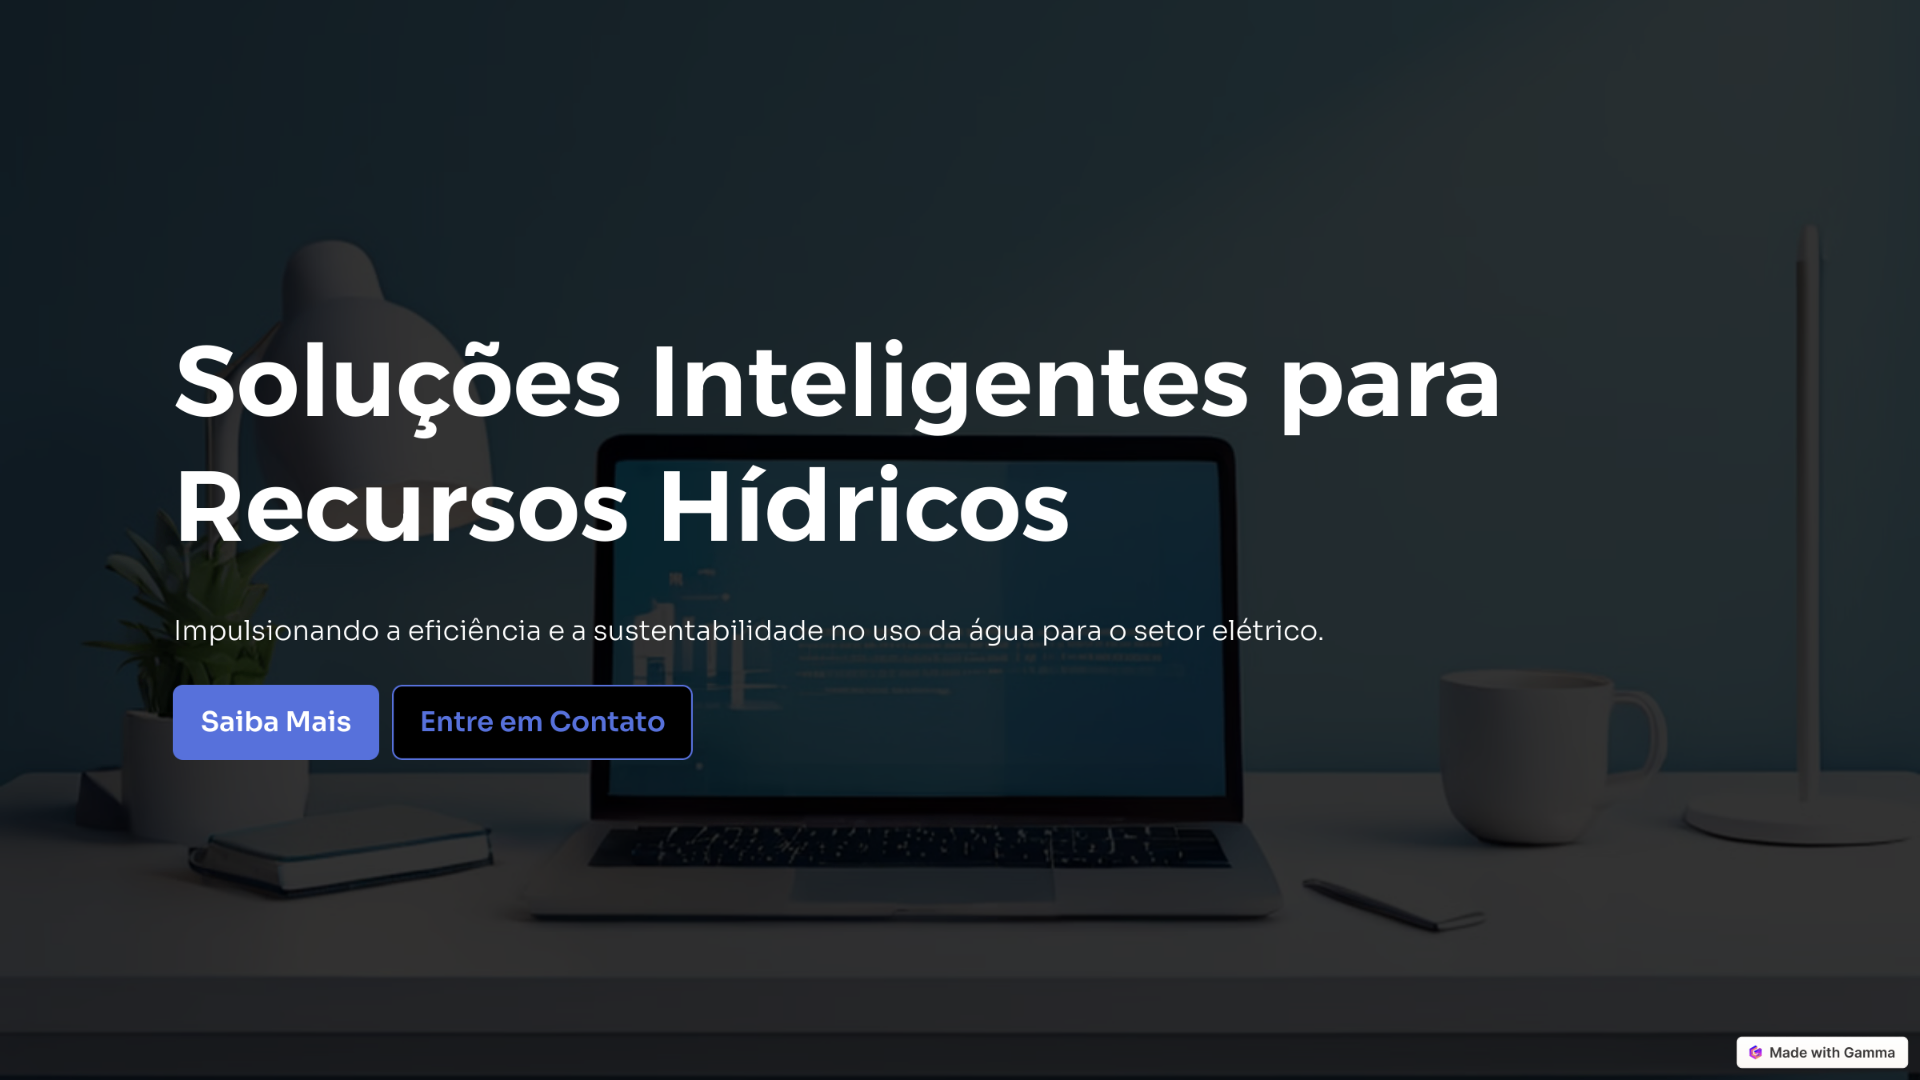 Soluções Inteligentes para
Recursos Hídricos
Impulsionando a eficiência e a sustentabilidade no uso da água para o setor elétrico.
Saiba Mais
Entre em Contato
Made with Gamma